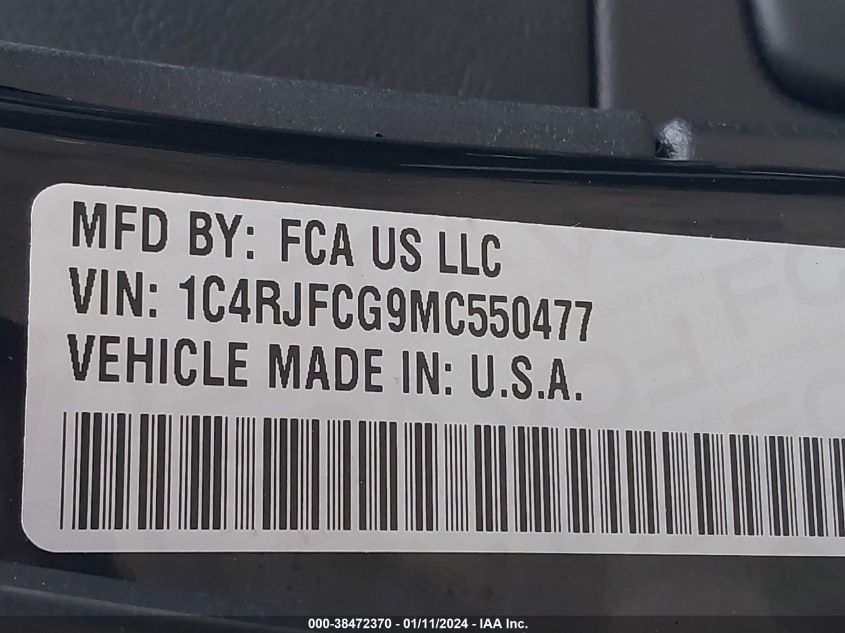 MFD BY: FCA US LLC
VIN: 1C4RJFCG9MC550477
VEHICLE MADE IN: U.S.A.
000-38472370 - 01/11/2024 - IAA Inc.